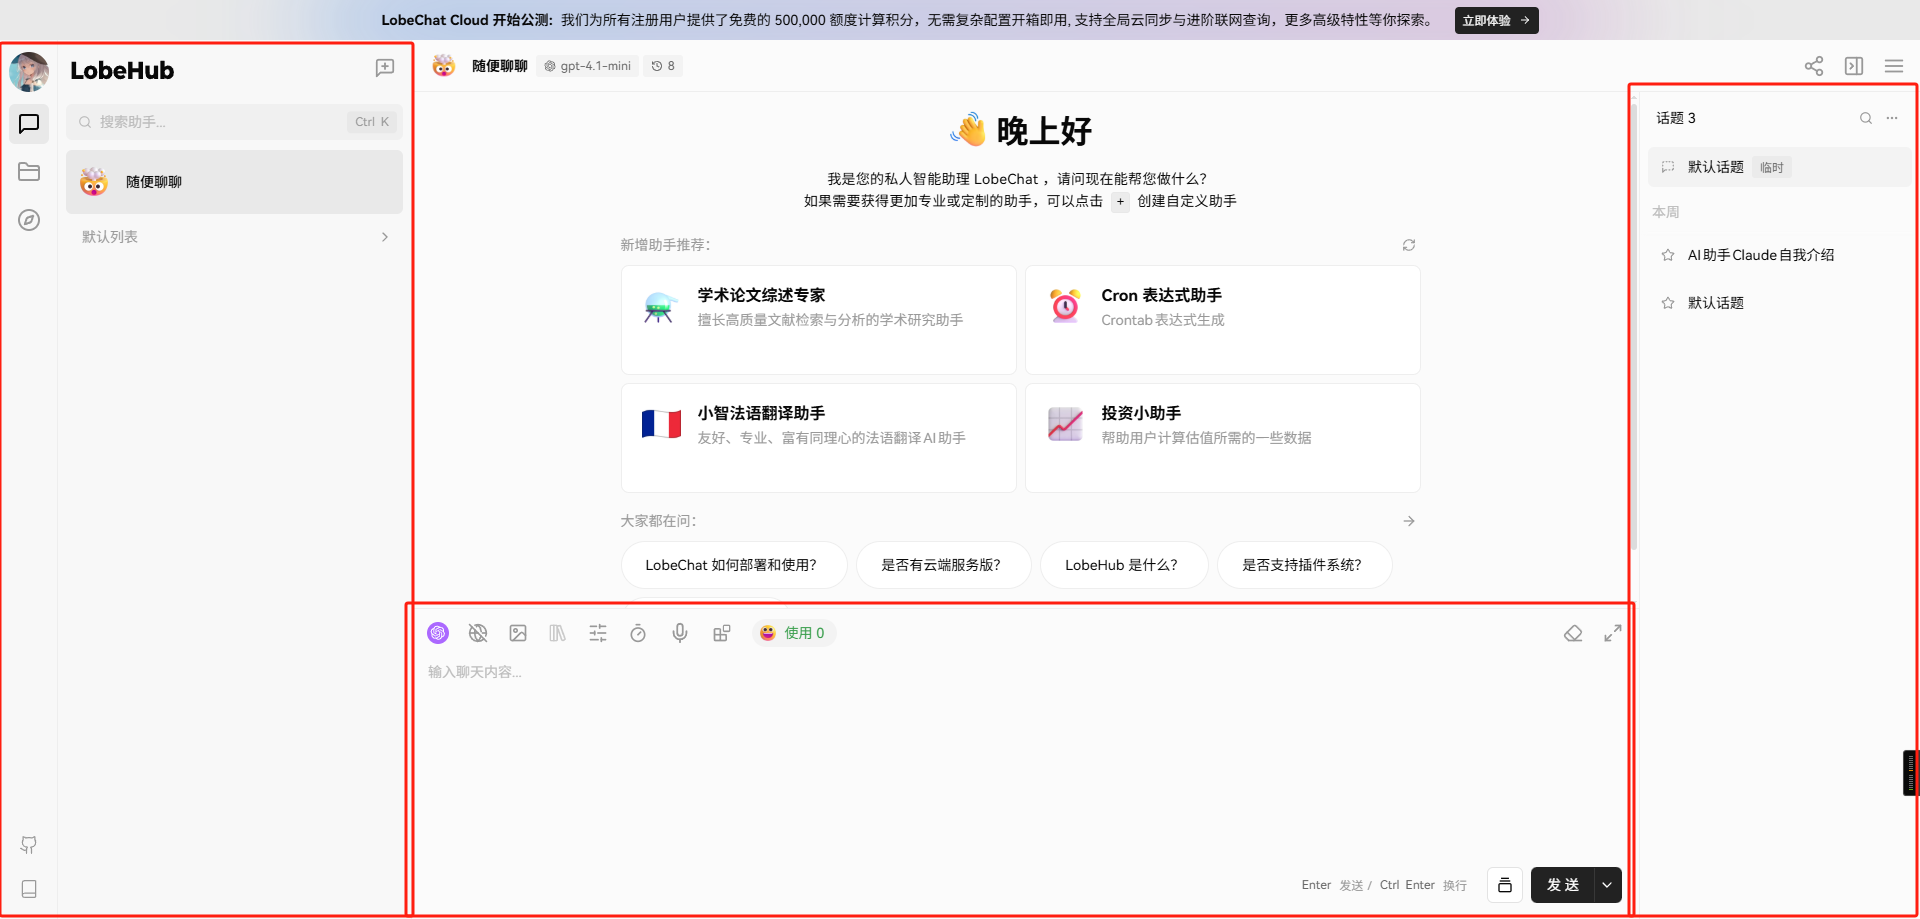 LobeChat Cloud 开始公测：我们为所有注册用户提供了免费的 500,000 额度计算积分，无需复杂配置开箱即用, 支持全局云同步与进阶联网查询，更多高级特性等你探索。 立即体验 →
LobeHub
搜索助手... Ctrl K
随便聊聊
默认列表
随便聊聊 gpt-4.1-mini 8
晚上好
我是您的私人智能助理 LobeChat ，请问现在能帮您做什么？
如果需要获得更加专业或定制的助手，可以点击 + 创建自定义助手
新增助手推荐：
学术论文综述专家
擅长高质量文献检索与分析的学术研究助手
Cron 表达式助手
Crontab 表达式生成
小智法语翻译助手
友好、专业、富有同理心的法语翻译 AI 助手
投资小助手
帮助用户计算估值所需的一些数据
大家都在问：
LobeChat 如何部署和使用？
是否有云端服务版？
LobeHub 是什么？
是否支持插件系统？
使用 0
输入聊天内容...
Enter 发送 / Ctrl Enter 换行
发 送
话题 3
默认话题 临时
本周
AI 助手 Claude 自我介绍
默认话题